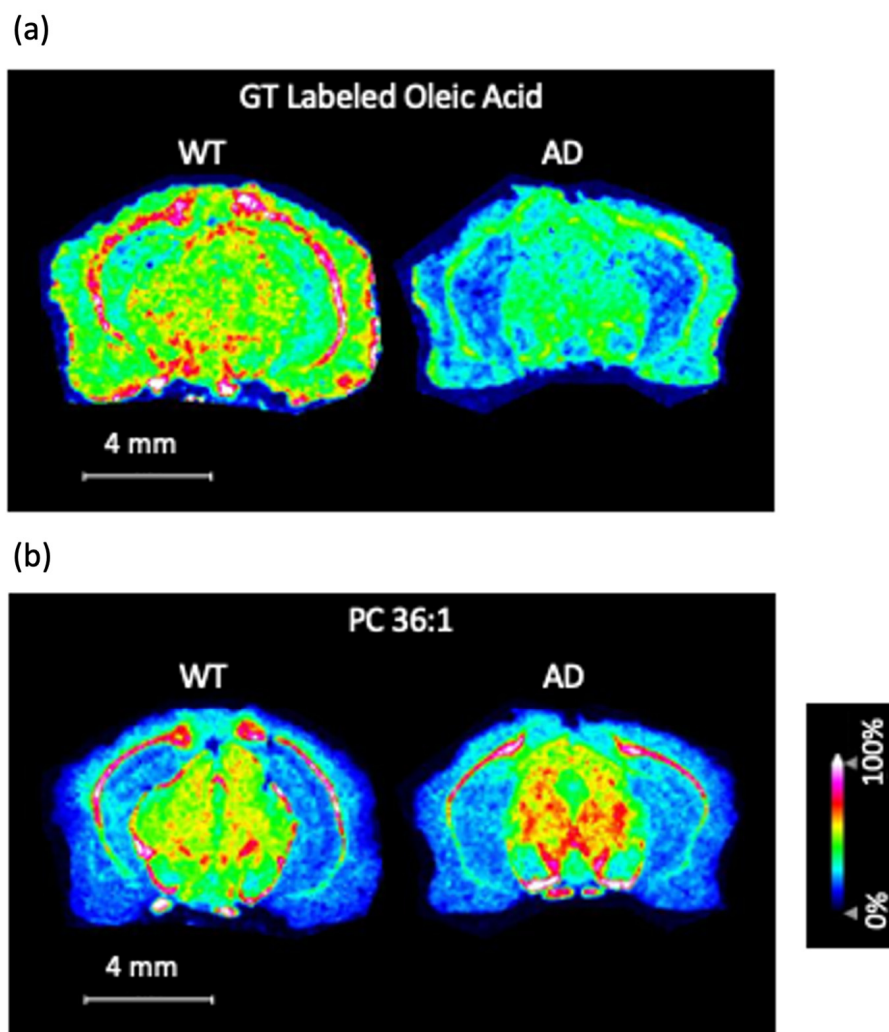 (a)
GT Labeled Oleic Acid
WT AD
4 mm
(b)
PC 36:1
WT AD
4 mm
100%
0%